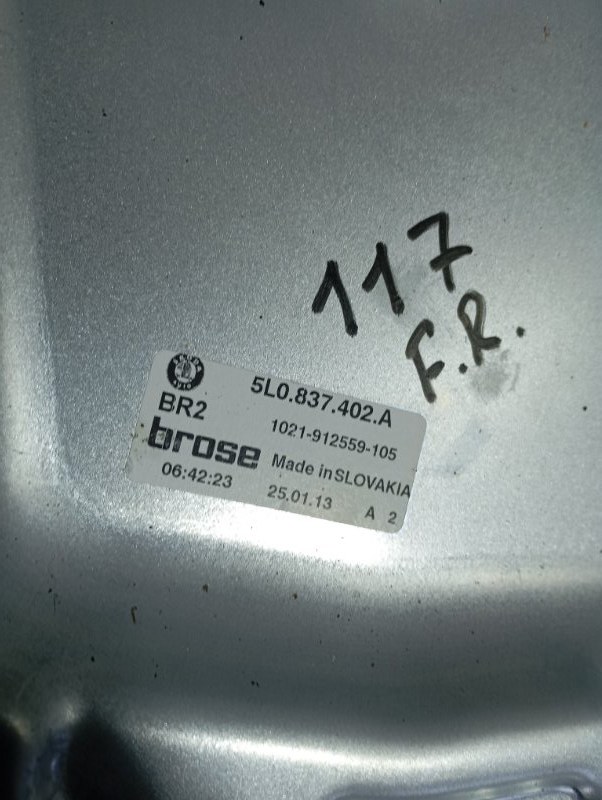 117
F.R.
5L0.837.402.A
BR2
1021-912559-105
brose
Made in SLOVAKIA
06:42:23
25.01.13
A 2